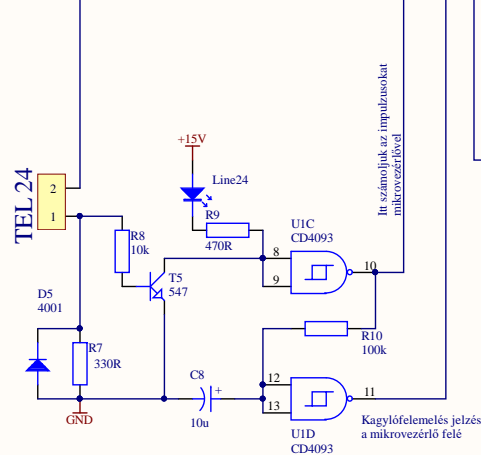 Itt számoljuk az impulzusokat
mikrovezérlővel
+15V
Line24
TEL 24
2
1
R9
470R
U1C
CD4093
R8
10k
8
9
10
T5
547
D5
4001
R7
330R
R10
100k
C8
+
10u
12
13
11
GND
U1D
CD4093
Kagylófelemelés jelzés
a mikrovezérlő felé